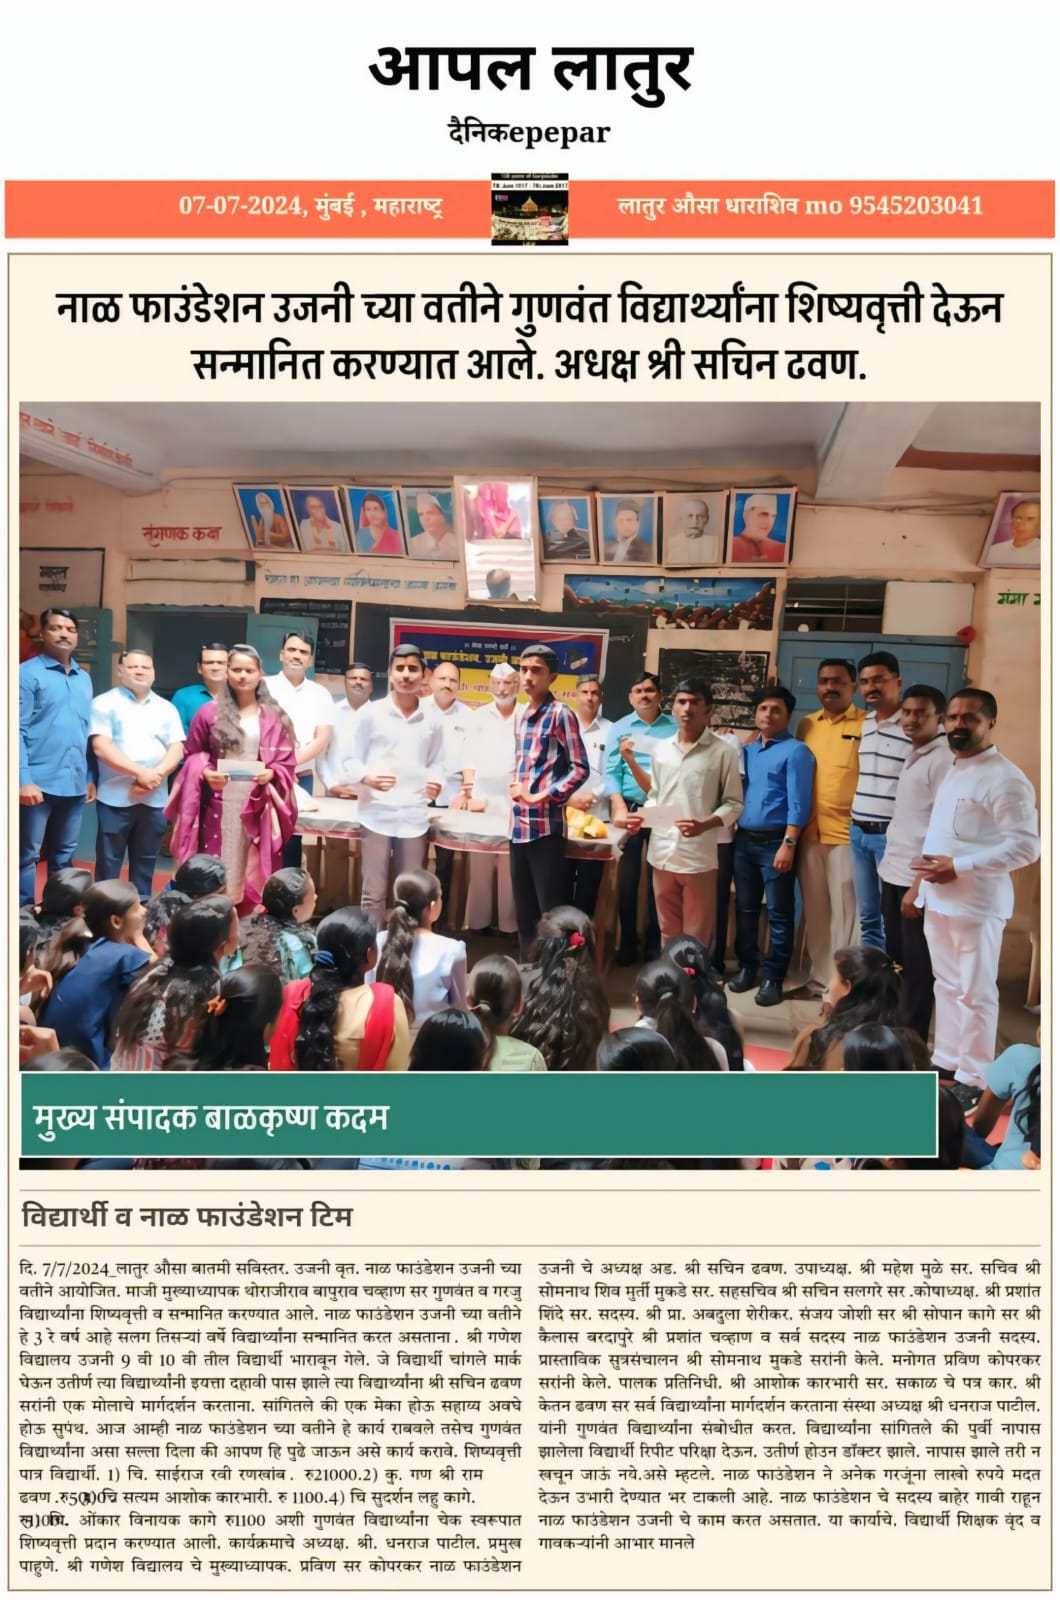 आपल लातुर
दैनिकepepar
07-07-2024, मुंबई , महाराष्ट्र
लातुर औसा धाराशिव mo 9545203041
नाळ फाउंडेशन उजनी च्या वतीने गुणवंत विद्यार्थ्यांना शिष्यवृत्ती देऊन
सन्मानित करण्यात आले. अधक्ष श्री सचिन ढवण.
संगणक कक्ष
मुख्य संपादक बाळकृष्ण कदम
विद्यार्थी व नाळ फाउंडेशन टिम
दि. 7/7/2024_लातुर औसा बातमी सविस्तर. उजनी वृत. नाळ फाउंडेशन उजनी च्या
वतीने आयोजित. माजी मुख्याध्यापक थोराजीराव बापुराव चव्हाण सर गुणवंत व गरजु
विद्यार्थ्यांना शिष्यवृत्ती व सन्मानित करण्यात आले. नाळ फाउंडेशन उजनी च्या वतीने
हे 3 रे वर्ष आहे सलग तिसऱ्यां वर्षे विद्यार्थ्यांना सन्मानित करत असताना . श्री गणेश
विद्यालय उजनी 9 वी 10 वी तील विद्यार्थी भारावून गेले. जे विद्यार्थी चांगले मार्क
घेऊन उतीर्ण त्या विद्यार्थ्यांनी इयत्ता दहावी पास झाले त्या विद्यार्थ्यांना श्री सचिन ढवण
सरांनी एक मोलाचे मार्गदर्शन करताना. सांगितले की एक मेका होऊ सहाय्य अवघे
होऊ सुपंथ. आज आम्ही नाळ फाउंडेशन च्या वतीने हे कार्य राबवले तसेच गुणवंत
विद्यार्थ्यांना असा सल्ला दिला की आपण हि पुढे जाऊन असे कार्य करावे. शिष्यवृत्ती
पात्र विद्यार्थी. 1) चि. साईराज रवी रणखांब . रु21000.2) कु. गण श्री राम
ढवण .रु5000 चि सत्यम आशोक कारभारी. रु 1100.4) चि सुदर्शन लहु कागे.
ओंकार विनायक कागे रु1100 अशी गुणवंत विद्यार्थ्यांना चेक स्वरूपात
शिष्यवृत्ती प्रदान करण्यात आली. कार्यक्रमाचे अध्यक्ष. श्री. धनराज पाटील. प्रमुख
पाहुणे. श्री गणेश विद्यालय चे मुख्याध्यापक. प्रविण सर कोपरकर नाळ फाउंडेशन
उजनी चे अध्यक्ष अड. श्री सचिन ढवण. उपाध्यक्ष. श्री महेश मुळे सर. सचिव श्री
सोमनाथ शिव मुर्ती मुकडे सर. सहसचिव श्री सचिन सलगरे सर .कोषाध्यक्ष. श्री प्रशांत
शिंदे सर. सदस्य. श्री प्रा. अबदुला शेरीकर. संजय जोशी सर श्री सोपान कागे सर श्री
कैलास बरदापुरे श्री प्रशांत चव्हाण व सर्व सदस्य नाळ फाउंडेशन उजनी सदस्य.
प्रास्ताविक सुत्रसंचालन श्री सोमनाथ मुकडे सरांनी केले. मनोगत प्रविण कोपरकर
सरांनी केले. पालक प्रतिनिधी. श्री आशोक कारभारी सर. सकाळ चे पत्र कार. श्री
केतन ढवण सर सर्व विद्यार्थ्यांना मार्गदर्शन करताना संस्था अध्यक्ष श्री धनराज पाटील.
यांनी गुणवंत विद्यार्थ्यांना संबोधीत करत. विद्यार्थ्यांना सांगितले की पुर्वी नापास
झालेला विद्यार्थी रिपीट परिक्षा देऊन. उतीर्ण होउन डॉक्टर झाले. नापास झाले तरी न
खचून जाऊं नये.असे म्हटले. नाळ फाउंडेशन ने अनेक गरजूंना लाखो रुपये मदत
देऊन उभारी देण्यात भर टाकली आहे. नाळ फाउंडेशन चे सदस्य बाहेर गावी राहून
नाळ फाउंडेशन उजनी चे काम करत असतात. या कार्याचे. विद्यार्थी शिक्षक वृंद व
गावकऱ्यांनी आभार मानले